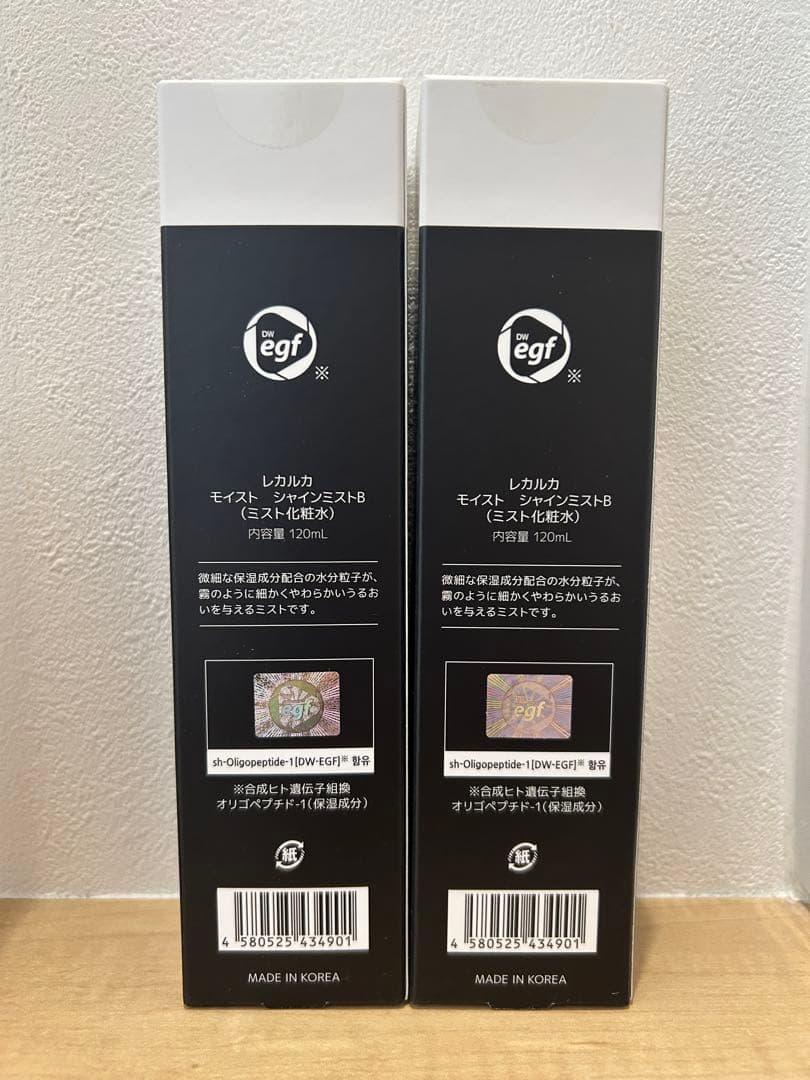 DW
egf
※
レカルカ
モイスト　シャインミストB
（ミスト化粧水）
内容量 120mL
微細な保湿成分配合の水分粒子が、
霧のように細かくやわらかいうるお
いを与えるミストです。
egf
sh-Oligopeptide-1[DW-EGF]※ 함유
※合成ヒト遺伝子組換
オリゴペプチド-1（保湿成分）
紙
4 580525 434901
MADE IN KOREA
DW
egf
※
レカルカ
モイスト　シャインミストB
（ミスト化粧水）
内容量 120mL
微細な保湿成分配合の水分粒子が、
霧のように細かくやわらかいうるお
いを与えるミストです。
egf
sh-Oligopeptide-1[DW-EGF]※ 함유
※合成ヒト遺伝子組換
オリゴペプチド-1（保湿成分）
紙
4 580525 434901
MADE IN KOREA